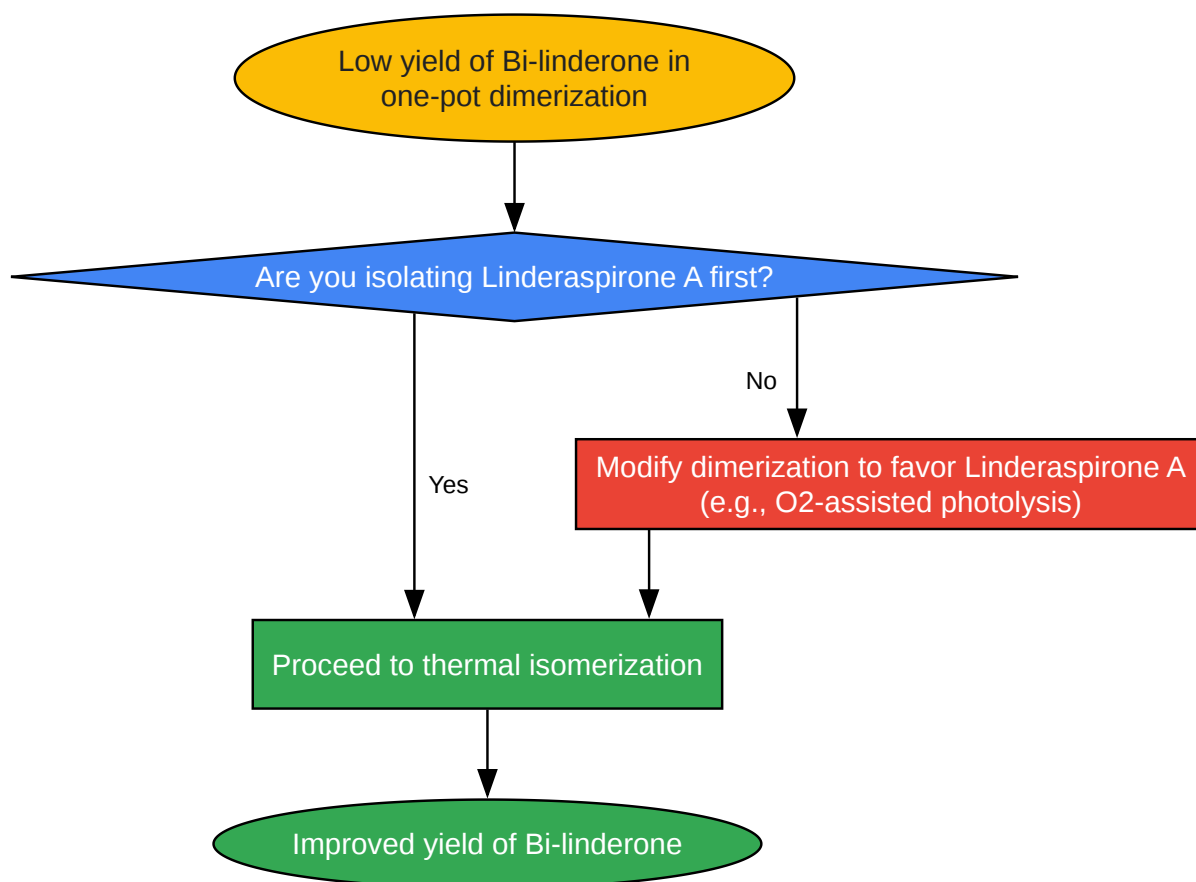 Low yield of Bi-linderone in
one-pot dimerization
Are you isolating Linderaspirone A first?
No
Modify dimerization to favor Linderaspirone A
(e.g., O2-assisted photolysis)
Yes
Proceed to thermal isomerization
Improved yield of Bi-linderone